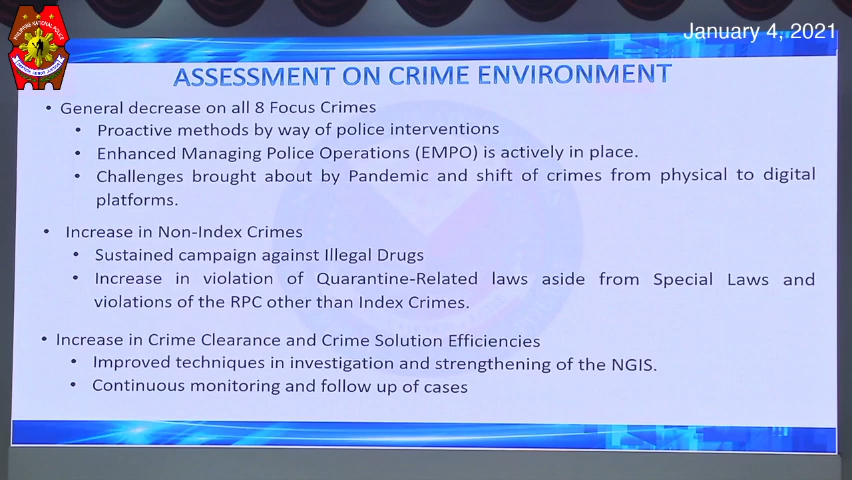 PHILIPPINE NATIONAL POLICE
January 4, 2021
ASSESSMENT ON CRIME ENVIRONMENT
• General decrease on all 8 Focus Crimes
• Proactive methods by way of police interventions
• Enhanced Managing Police Operations (EMPO) is actively in place.
• Challenges brought about by Pandemic and shift of crimes from physical to digital
platforms.
• Increase in Non-Index Crimes
• Sustained campaign against Illegal Drugs
• Increase in violation of Quarantine-Related laws aside from Special Laws and
violations of the RPC other than Index Crimes.
• Increase in Crime Clearance and Crime Solution Efficiencies
• Improved techniques in investigation and strengthening of the NGIS.
• Continuous monitoring and follow up of cases